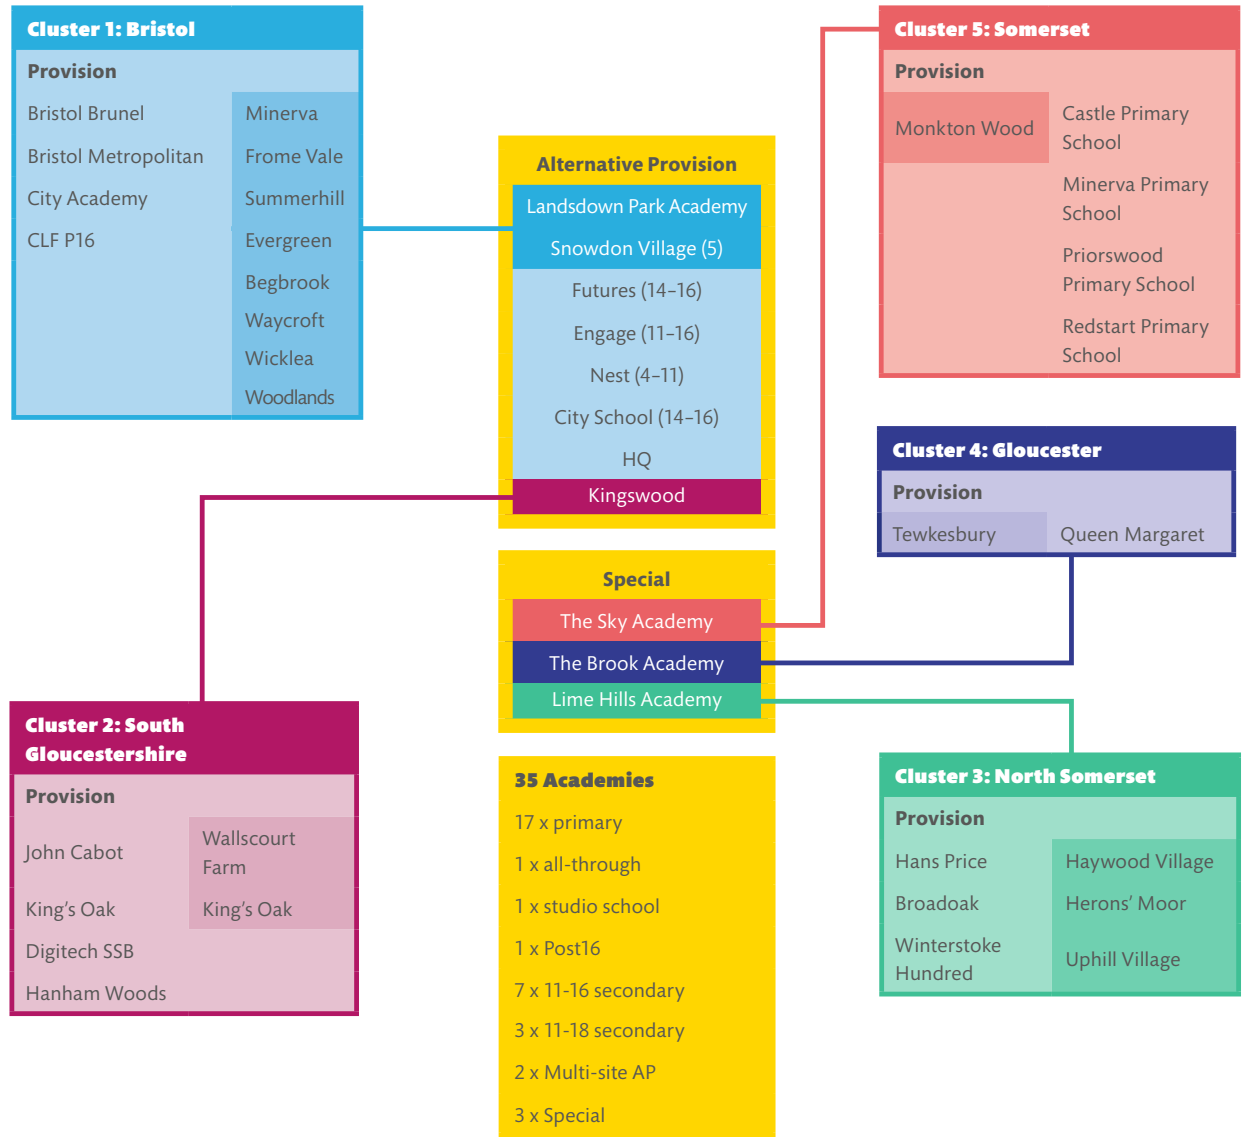 Cluster 1: Bristol
Provision
Bristol Brunel
Bristol Metropolitan
City Academy
CLF P16
Minerva
Frome Vale
Summerhill
Evergreen
Begbrook
Waycroft
Wicklea
Woodlands
Alternative Provision
Landsdown Park Academy
Snowdon Village (5)
Futures (14–16)
Engage (11–16)
Nest (4–11)
City School (14–16)
HQ
Kingswood
Special
The Sky Academy
The Brook Academy
Lime Hills Academy
35 Academies
17 x primary
1 x all-through
1 x studio school
1 x Post16
7 x 11-16 secondary
3 x 11-18 secondary
2 x Multi-site AP
3 x Special
Cluster 5: Somerset
Provision
Monkton Wood
Castle Primary
School
Minerva Primary
School
Priorswood
Primary School
Redstart Primary
School
Cluster 4: Gloucester
Provision
Tewkesbury
Queen Margaret
Cluster 2: South
Gloucestershire
Provision
John Cabot
King's Oak
Digitech SSB
Hanham Woods
Wallscourt
Farm
King's Oak
Cluster 3: North Somerset
Provision
Hans Price
Broadoak
Winterstoke
Hundred
Haywood Village
Herons' Moor
Uphill Village